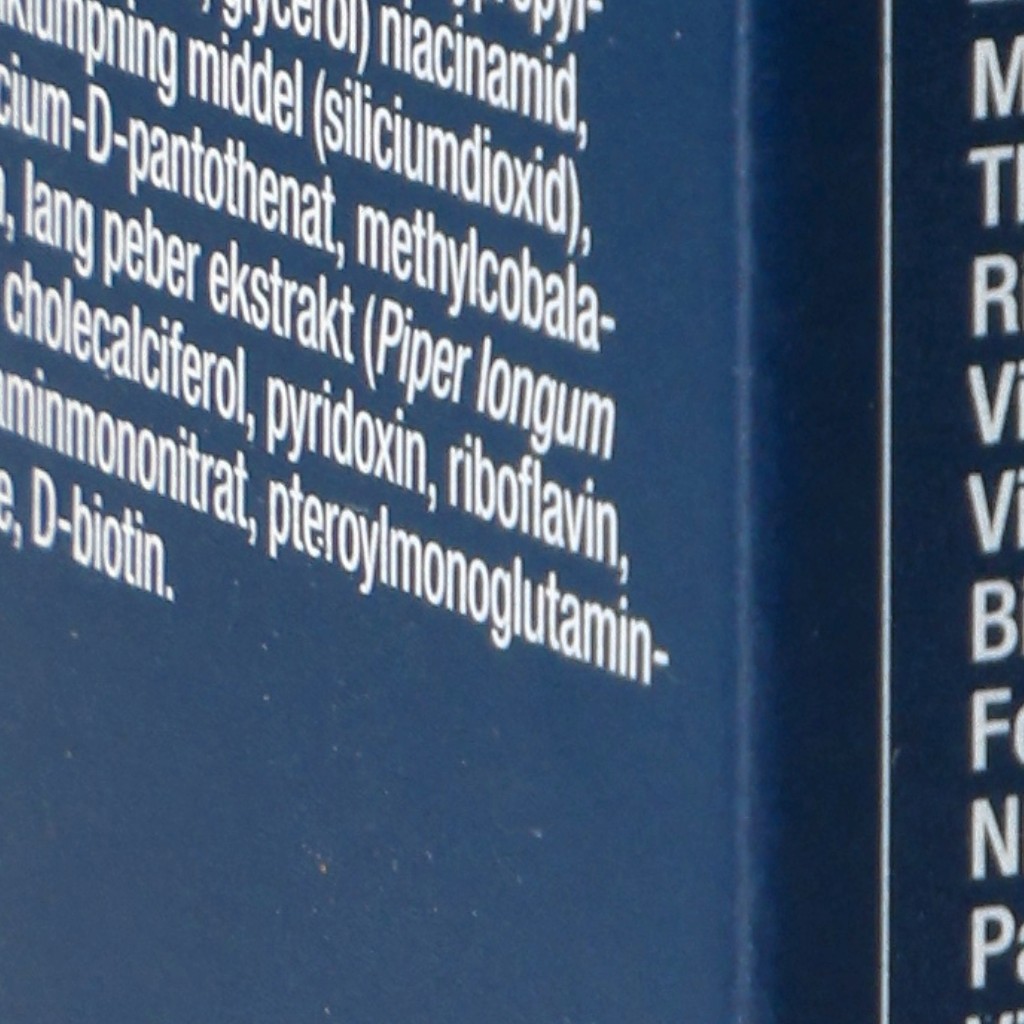 glycerol) niacinamid,
middel (siliciumdioxid),
cium-D-pantothenat, methylcobala-
lang peber ekstrakt (Piper longum
cholecalciferol, pyridoxin, riboflavin,
aminmononitrat, pteroylmonoglutamin-
e, D-biotin.
M
T
R
Vi
Vi
B
Fo
N
Pa